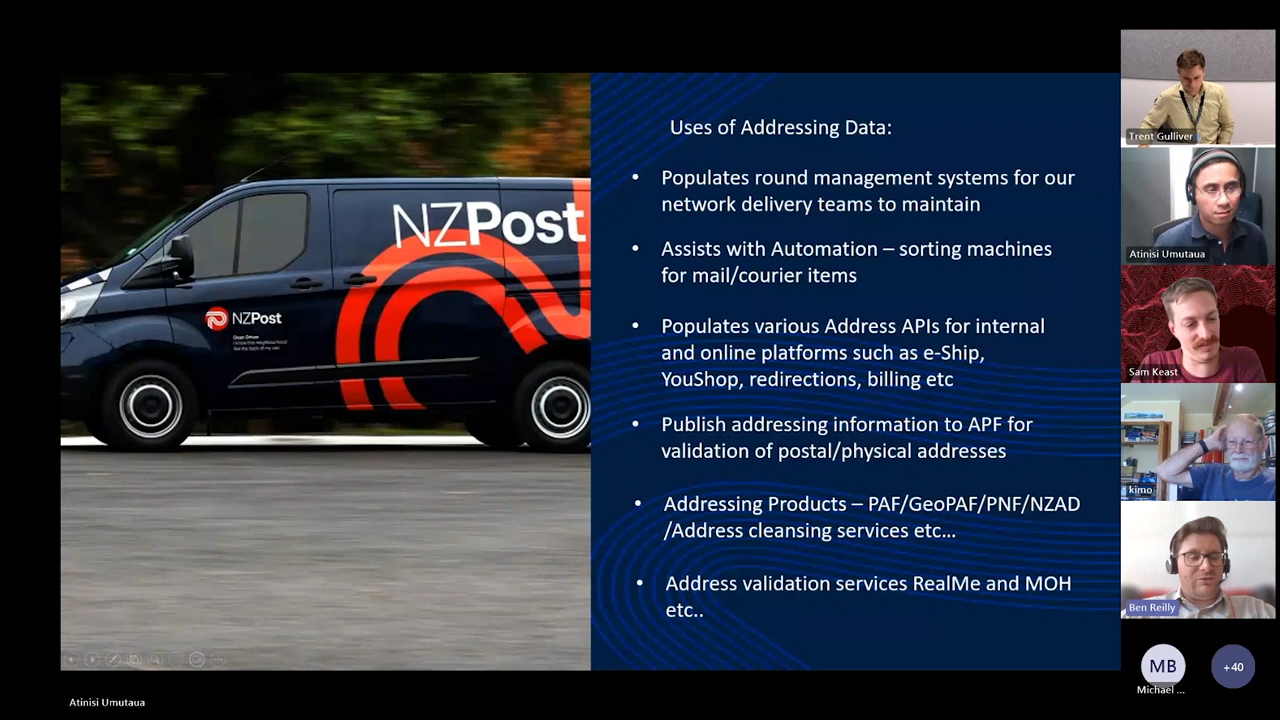 NZPost
NZPost
Uses of Addressing Data:
• Populates round management systems for our
network delivery teams to maintain
• Assists with Automation – sorting machines
for mail/courier items
• Populates various Address APIs for internal
and online platforms such as e-Ship,
YouShop, redirections, billing etc
• Publish addressing information to APF for
validation of postal/physical addresses
• Addressing Products – PAF/GeoPAF/PNF/NZAD
/Address cleansing services etc...
• Address validation services RealMe and MOH
etc..
Trent Gulliver
Atinisi Umutaua
Sam Keast
kimo
Ben Reilly
MB
+40
Michael ...
Atinisi Umutaua